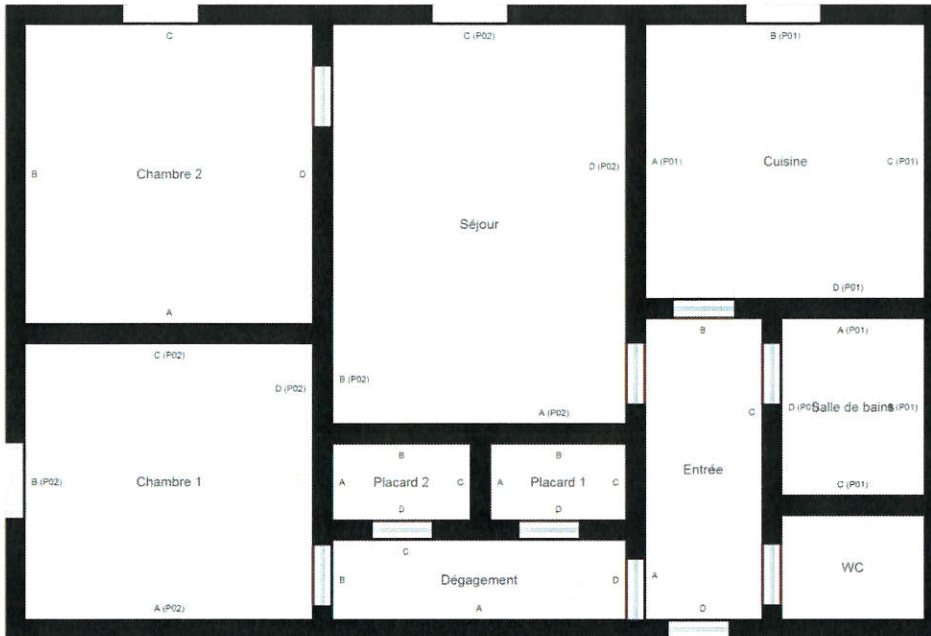 C
C (P02)
B (P01)
Chambre 2
B
D
A
Séjour
D (P02)
B (P02)
A (P02)
Cuisine
A (P01)
C (P01)
D (P01)
Chambre 1
C (P02)
D (P02)
B (P02)
A (P02)
Placard 2
B
A
C
D
Placard 1
B
A
C
D
Dégagement
C
B
D
A
Entrée
B
C
A
D
Salle de bains
A (P01)
C (P01)
WC